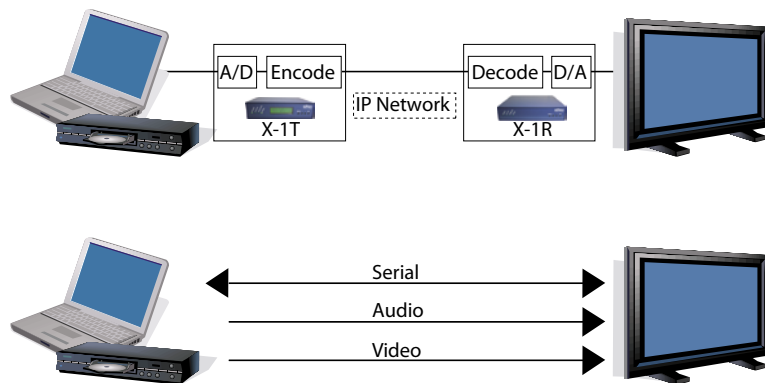 A/D Encode
Decode D/A
IP Network
X-1T
X-1R
Serial
Audio
Video